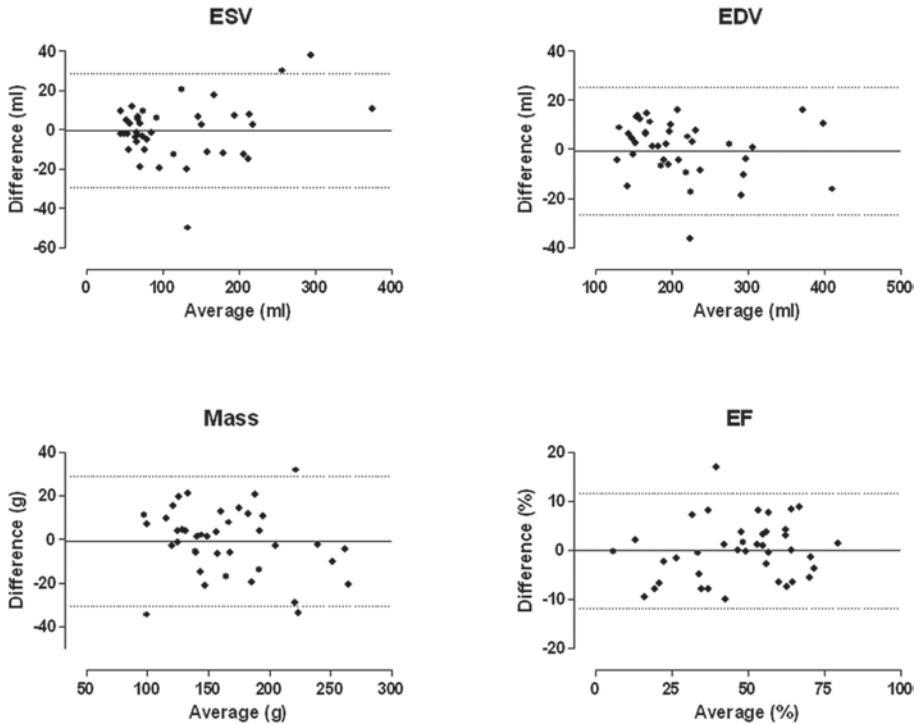 ESV
Difference (ml)
40
20
0
-20
-40
-60
0 100 200 300 400
Average (ml)
EDV
Difference (ml)
40
20
0
-20
-40
100 200 300 400 500
Average (ml)
Mass
Difference (g)
40
20
0
-20
-40
50 100 150 200 250 300
Average (g)
EF
Difference (%)
20
10
0
-10
-20
0 25 50 75 100
Average (%)